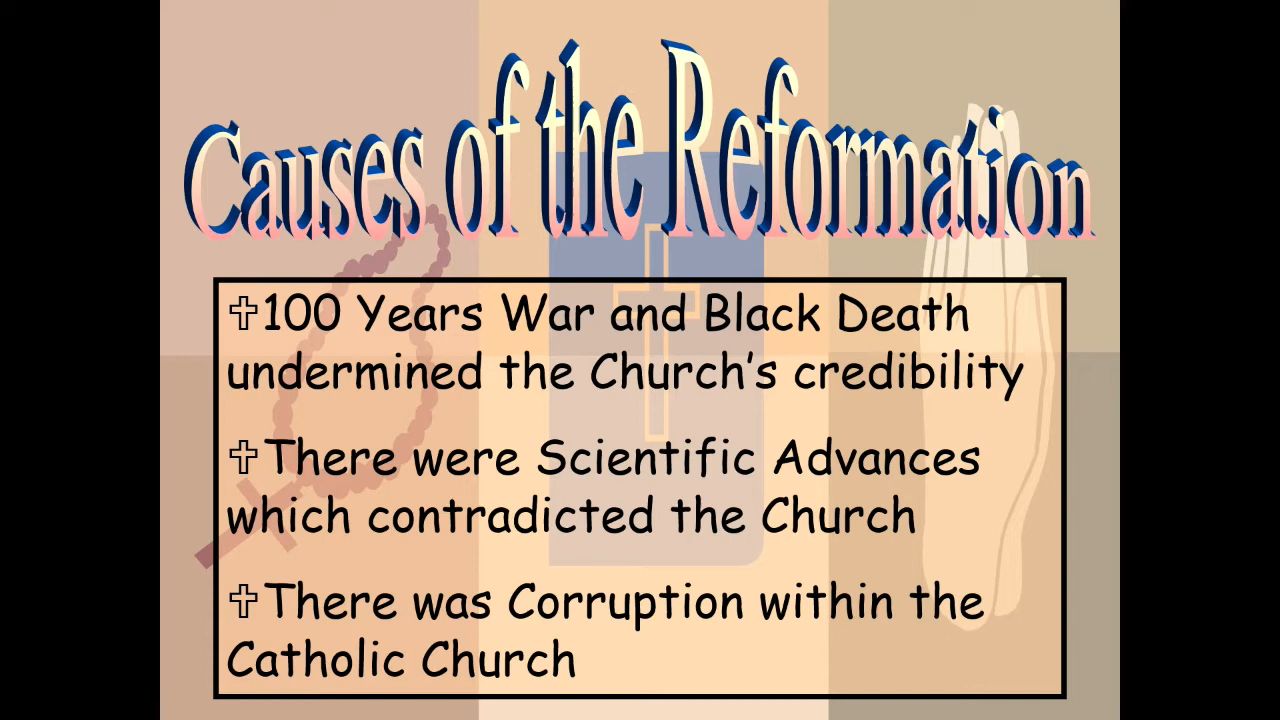 Causes of the Reformation
✞100 Years War and Black Death
undermined the Church's credibility
✞There were Scientific Advances
which contradicted the Church
✞There was Corruption within the
Catholic Church